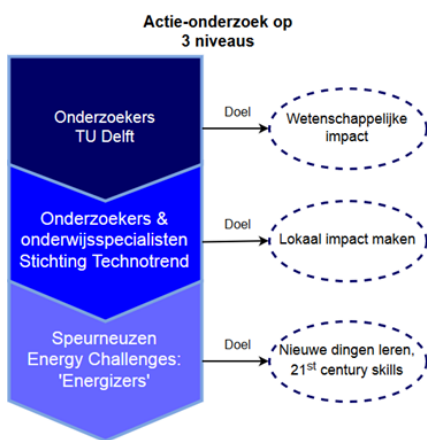 Actie-onderzoek op
3 niveaus
Onderzoekers
TU Delft
Doel
Wetenschappelijke
impact
Onderzoekers &
onderwijsspecialisten
Stichting Technotrend
Doel
Lokaal impact maken
Speurneuzen
Energy Challenges:
'Energizers'
Doel
Nieuwe dingen leren,
21st century skills